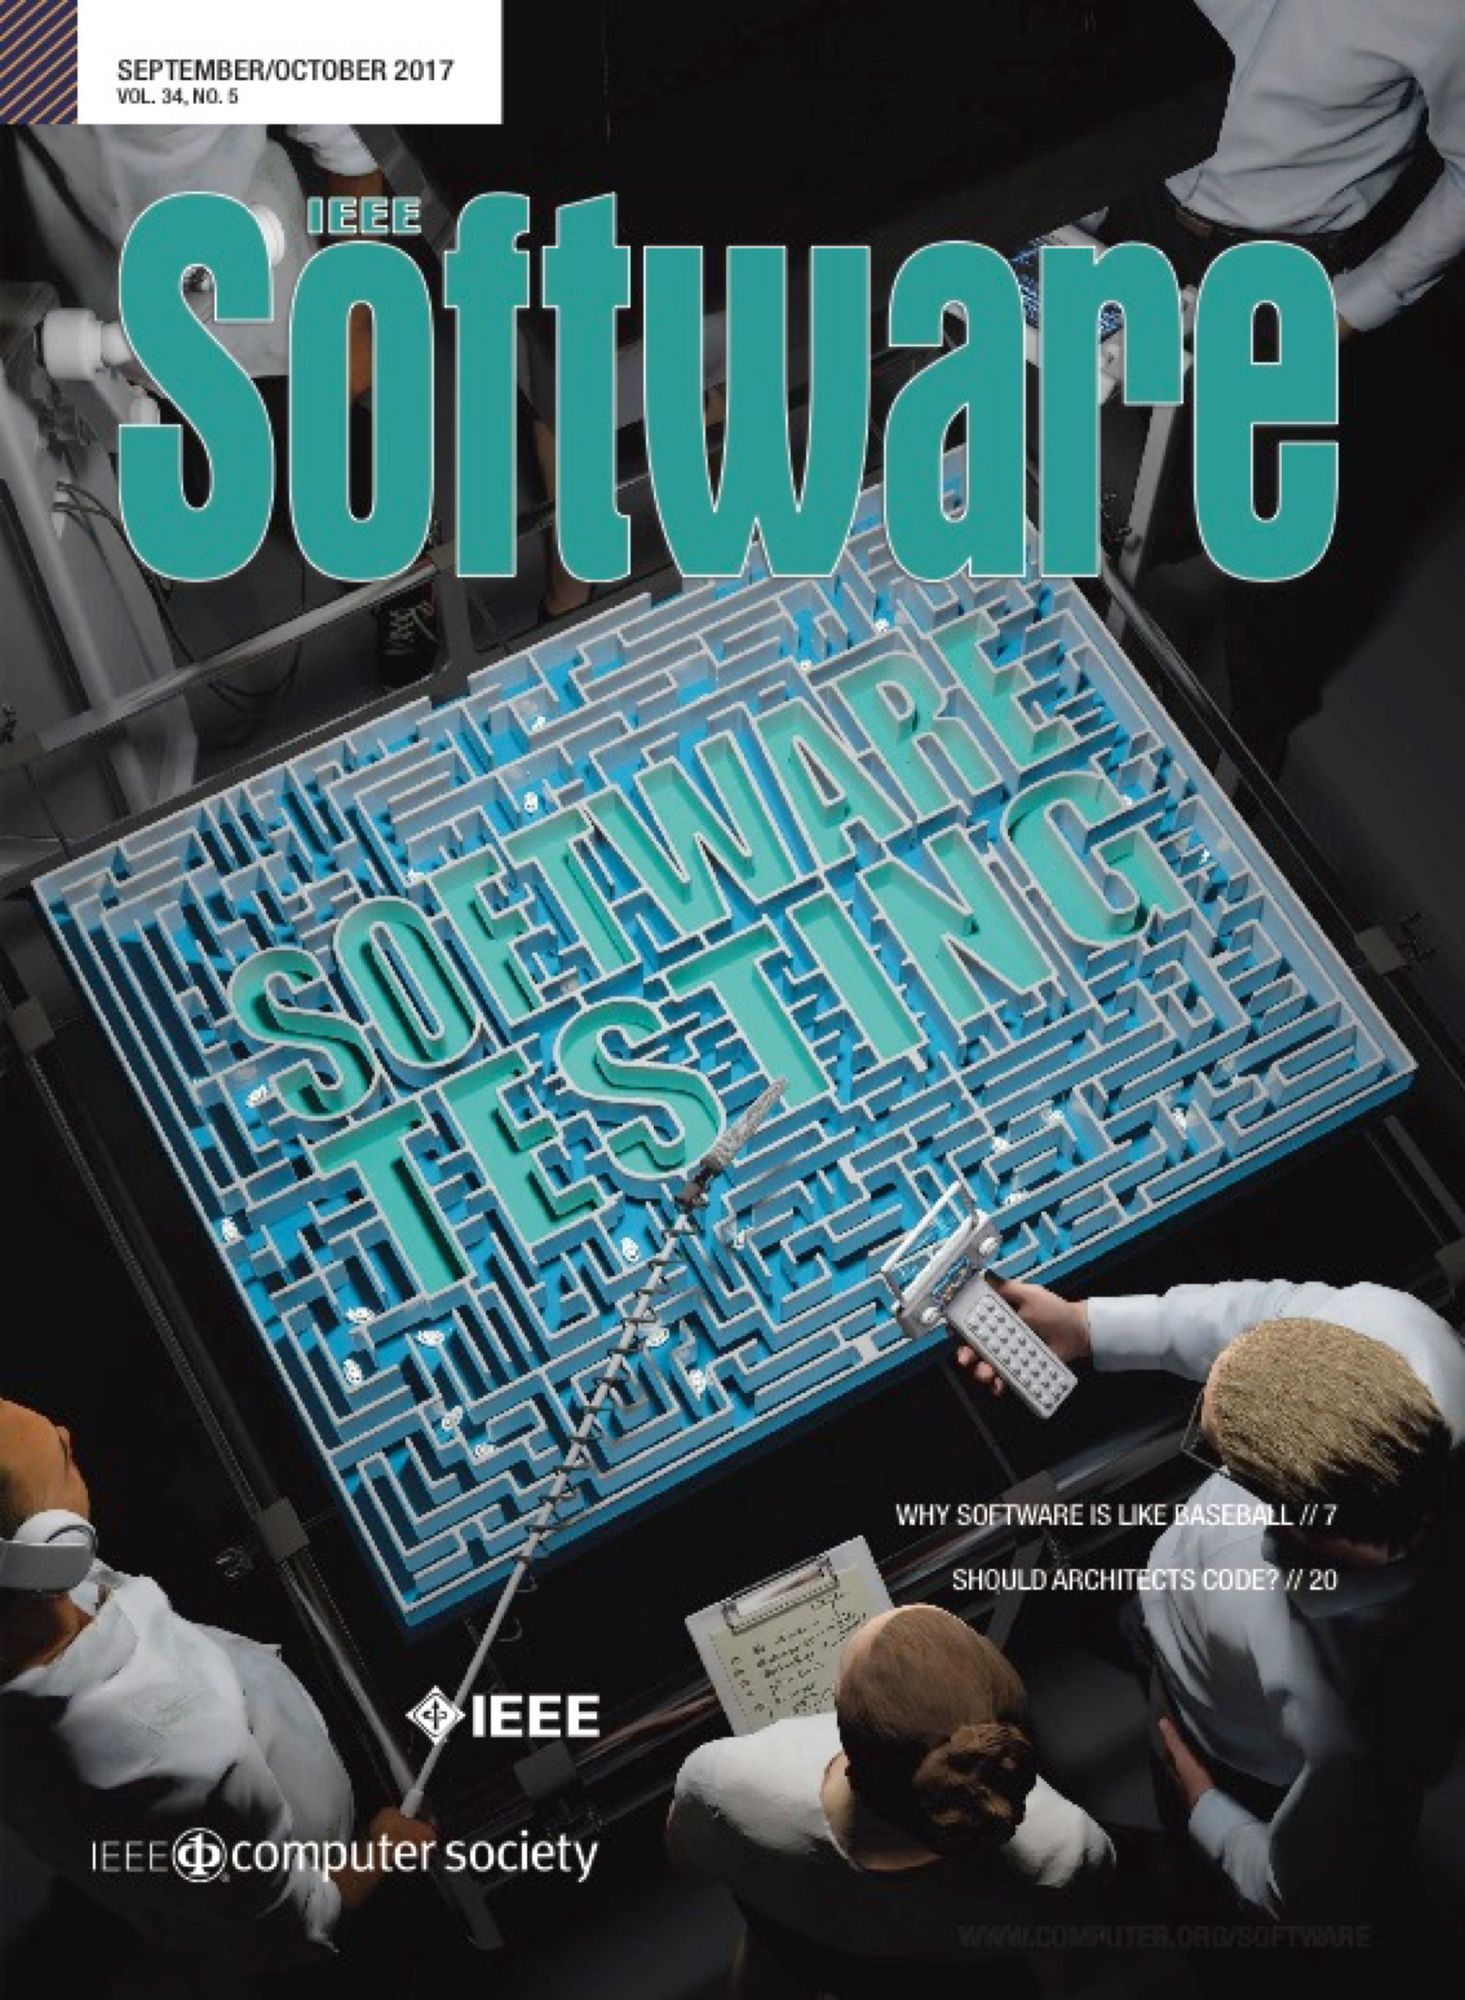 SEPTEMBER/OCTOBER 2017
VOL. 34, NO. 5
IEEE
Software
SOFTWARE
TESTING
WHY SOFTWARE IS LIKE BASEBALL // 7
SHOULD ARCHITECTS CODE? // 20
IEEE
IEEE computer society
WWW.COMPUTER.ORG/SOFTWARE